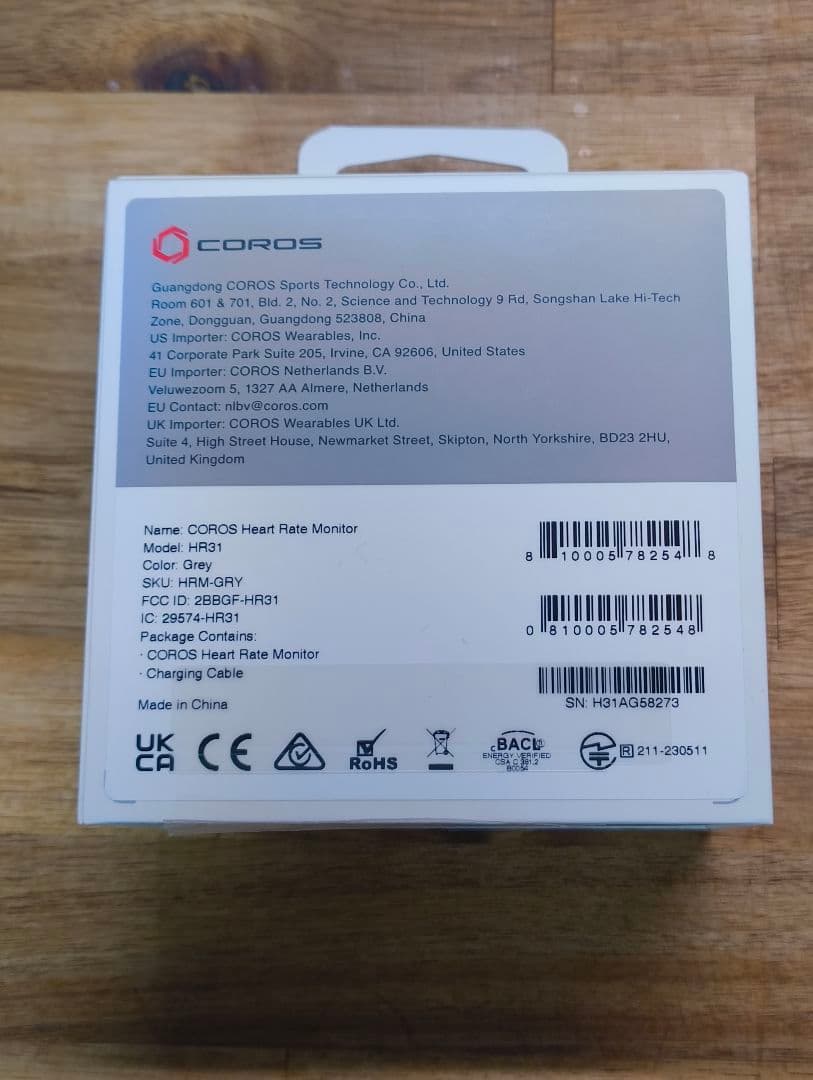 COROS
Guangdong COROS Sports Technology Co., Ltd.
Room 601 & 701, Bld. 2, No. 2, Science and Technology 9 Rd, Songshan Lake Hi-Tech
Zone, Dongguan, Guangdong 523808, China
US Importer: COROS Wearables, Inc.
41 Corporate Park Suite 205, Irvine, CA 92606, United States
EU Importer: COROS Netherlands B.V.
Veluwezoom 5, 1327 AA Almere, Netherlands
EU Contact: nlbv@coros.com
UK Importer: COROS Wearables UK Ltd.
Suite 4, High Street House, Newmarket Street, Skipton, North Yorkshire, BD23 2HU,
United Kingdom
Name: COROS Heart Rate Monitor
Model: HR31
Color: Grey
SKU: HRM-GRY
FCC ID: 2BBGF-HR31
IC: 29574-HR31
Package Contains:
· COROS Heart Rate Monitor
· Charging Cable
Made in China
8 10005 78254 8
0 810005 782548
SN: H31AG58273
UK
CA
CE
RoHS
c BACL
ENERGY VERIFIED
CSA C 381.2
R 211-230511